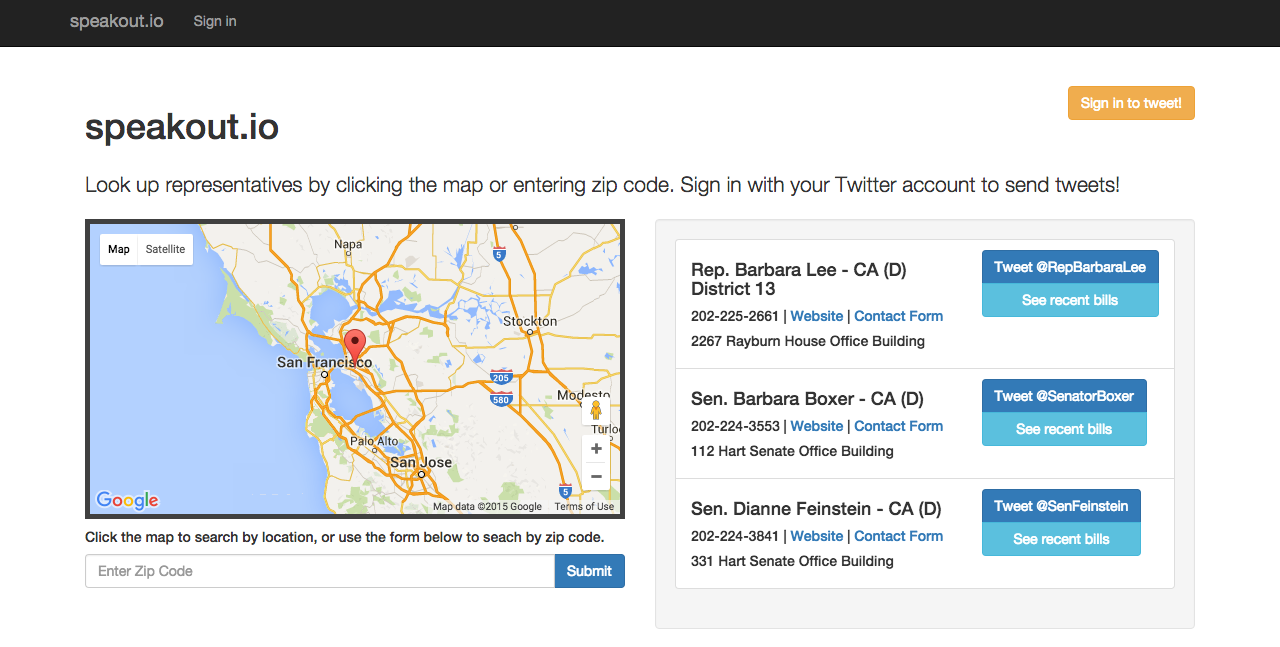 speakout.io Sign in
Sign in to tweet!
speakout.io
Look up representatives by clicking the map or entering zip code. Sign in with your Twitter account to send tweets!
Map Satellite
Napa
5
Stockton
San Francisco
205
580
Modesto
Turloc
Palo Alto
San Jose
5
Google
Map data ©2015 Google Terms of Use
Click the map to search by location, or use the form below to seach by zip code.
Enter Zip Code Submit
Rep. Barbara Lee - CA (D)
District 13
202-225-2661 | Website | Contact Form
2267 Rayburn House Office Building
Tweet @RepBarbaraLee
See recent bills
Sen. Barbara Boxer - CA (D)
202-224-3553 | Website | Contact Form
112 Hart Senate Office Building
Tweet @SenatorBoxer
See recent bills
Sen. Dianne Feinstein - CA (D)
202-224-3841 | Website | Contact Form
331 Hart Senate Office Building
Tweet @SenFeinstein
See recent bills